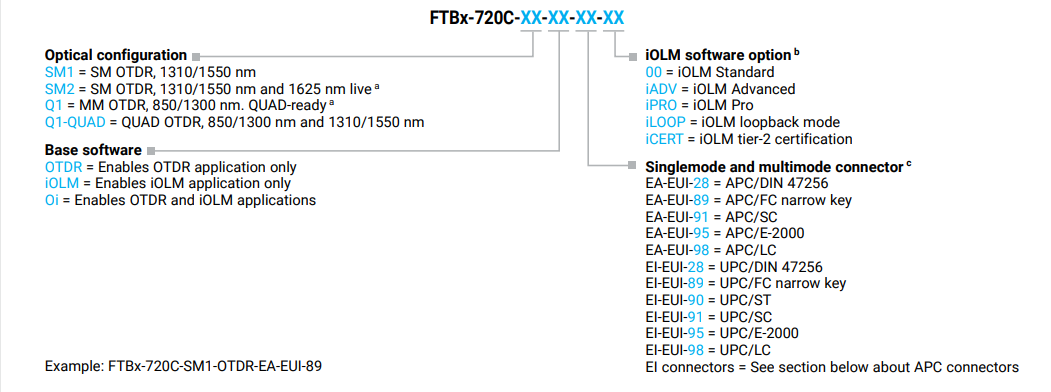 FTBx-720C-XX-XX-XX-XX
Optical configuration
SM1 = SM OTDR, 1310/1550 nm
SM2 = SM OTDR, 1310/1550 nm and 1625 nm live a
Q1 = MM OTDR, 850/1300 nm. QUAD-ready a
Q1-QUAD = QUAD OTDR, 850/1300 nm and 1310/1550 nm
Base software
OTDR = Enables OTDR application only
iOLM = Enables iOLM application only
Oi = Enables OTDR and iOLM applications
Example: FTBx-720C-SM1-OTDR-EA-EUI-89
iOLM software option b
00 = iOLM Standard
iADV = iOLM Advanced
iPRO = iOLM Pro
iLOOP = iOLM loopback mode
iCERT = iOLM tier-2 certification
Singlemode and multimode connector c
EA-EUI-28 = APC/DIN 47256
EA-EUI-89 = APC/FC narrow key
EA-EUI-91 = APC/SC
EA-EUI-95 = APC/E-2000
EA-EUI-98 = APC/LC
EI-EUI-28 = UPC/DIN 47256
EI-EUI-89 = UPC/FC narrow key
EI-EUI-90 = UPC/ST
EI-EUI-91 = UPC/SC
EI-EUI-95 = UPC/E-2000
EI-EUI-98 = UPC/LC
EI connectors = See section below about APC connectors